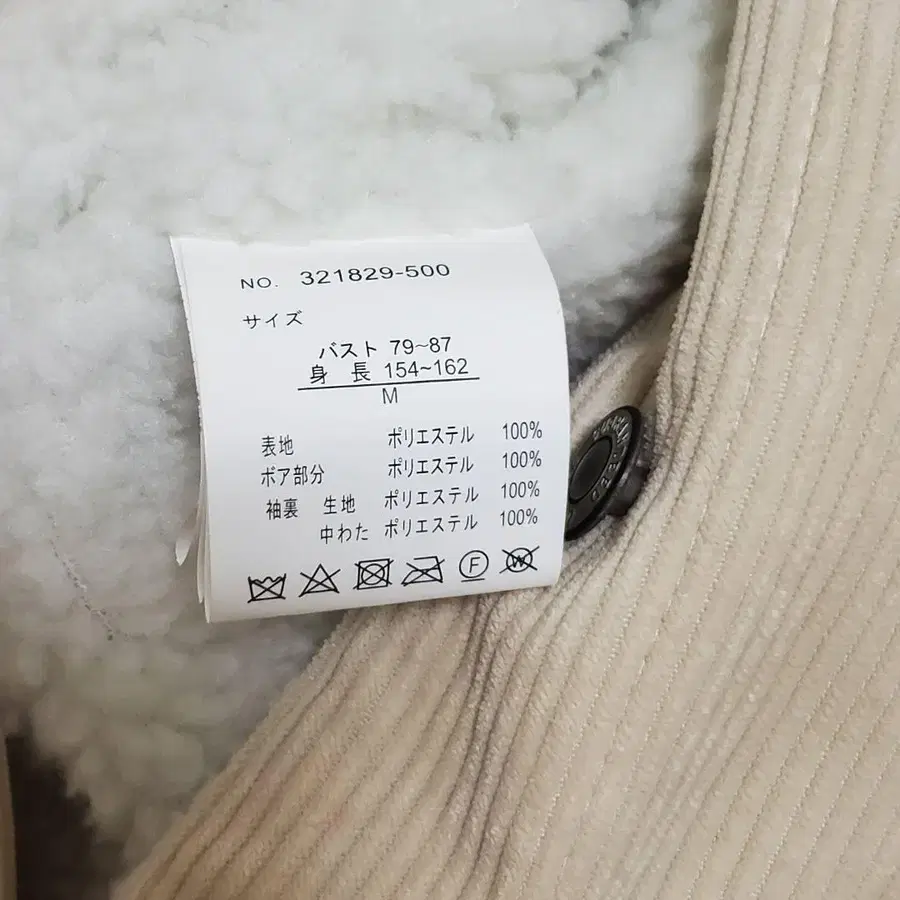 NO. 321829-500
サイズ
バスト 79~87
身 長 154~162
M
表地 ポリエステル 100%
ボア部分 ポリエステル 100%
袖裏 生地 ポリエステル 100%
中わた ポリエステル 100%
F
W